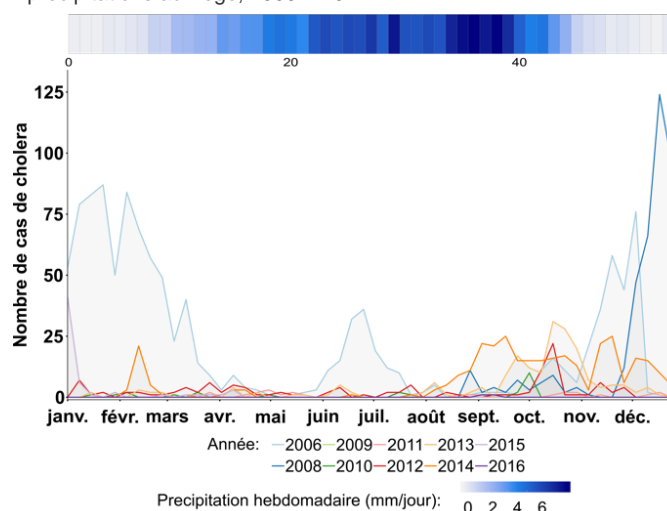 0 20 40
Nombre de cas de cholera
125
100
75
50
25
0
janv. févr. mars avr. mai juin juil. août sept. oct. nov. déc.
Année: 2006 2009 2011 2013 2015
2008 2010 2012 2014 2016
Precipitation hebdomadaire (mm/jour):
0 2 4 6